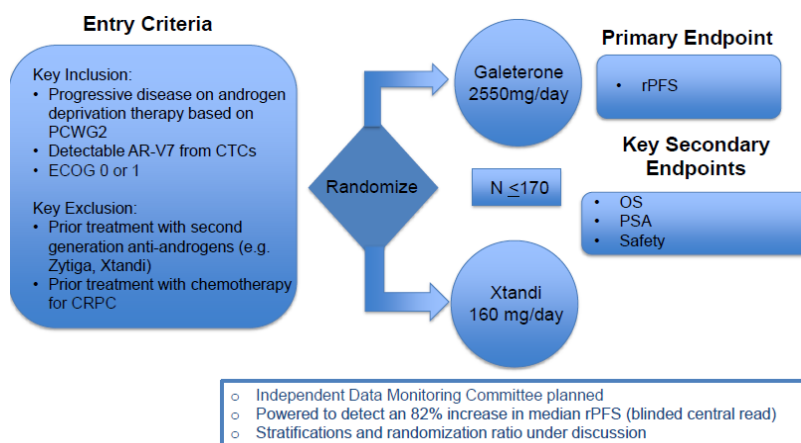 Entry Criteria
Key Inclusion:
• Progressive disease on androgen
deprivation therapy based on
PCWG2
• Detectable AR-V7 from CTCs
• ECOG 0 or 1
Key Exclusion:
• Prior treatment with second
generation anti-androgens (e.g.
Zytiga, Xtandi)
• Prior treatment with chemotherapy
for CRPC
Randomize
Galeterone
2550mg/day
N ≤170
Xtandi
160 mg/day
Primary Endpoint
• rPFS
Key Secondary
Endpoints
• OS
• PSA
• Safety
o Independent Data Monitoring Committee planned
o Powered to detect an 82% increase in median rPFS (blinded central read)
o Stratifications and randomization ratio under discussion